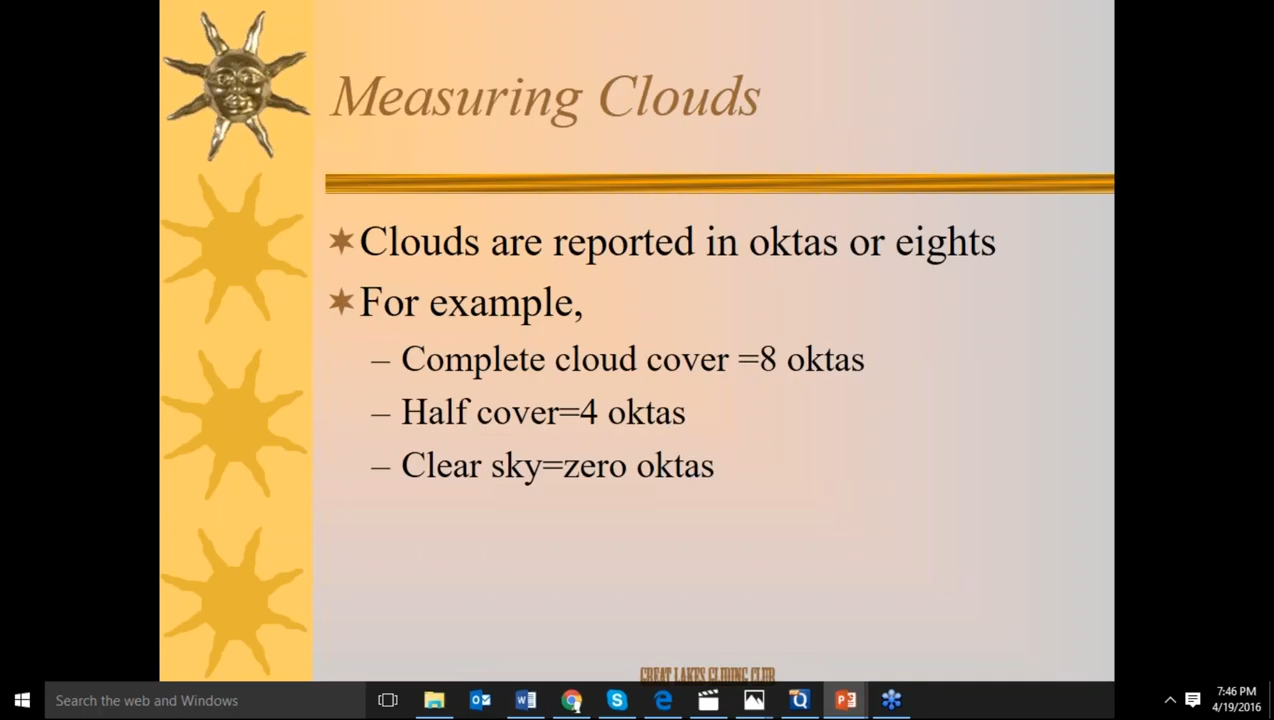 Measuring Clouds
Clouds are reported in oktas or eights
For example,
– Complete cloud cover =8 oktas
– Half cover=4 oktas
– Clear sky=zero oktas
GREAT LAKES GLIDING CLUB
Search the web and Windows
7:46 PM
4/19/2016